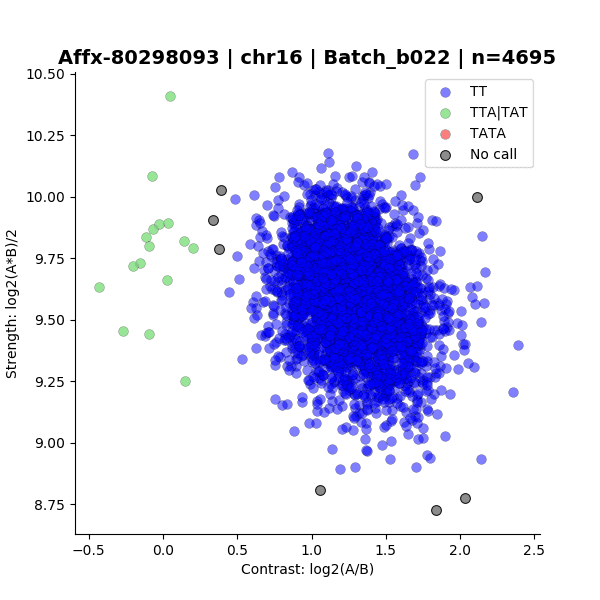 Affx-80298093 | chr16 | Batch_b022 | n=4695
10.50
10.25
10.00
9.75
9.50
9.25
9.00
8.75
Strength: log2(A*B)/2
TT
TTA|TAT
TATA
No call
−0.5
0.0
0.5
1.0
1.5
2.0
2.5
Contrast: log2(A/B)